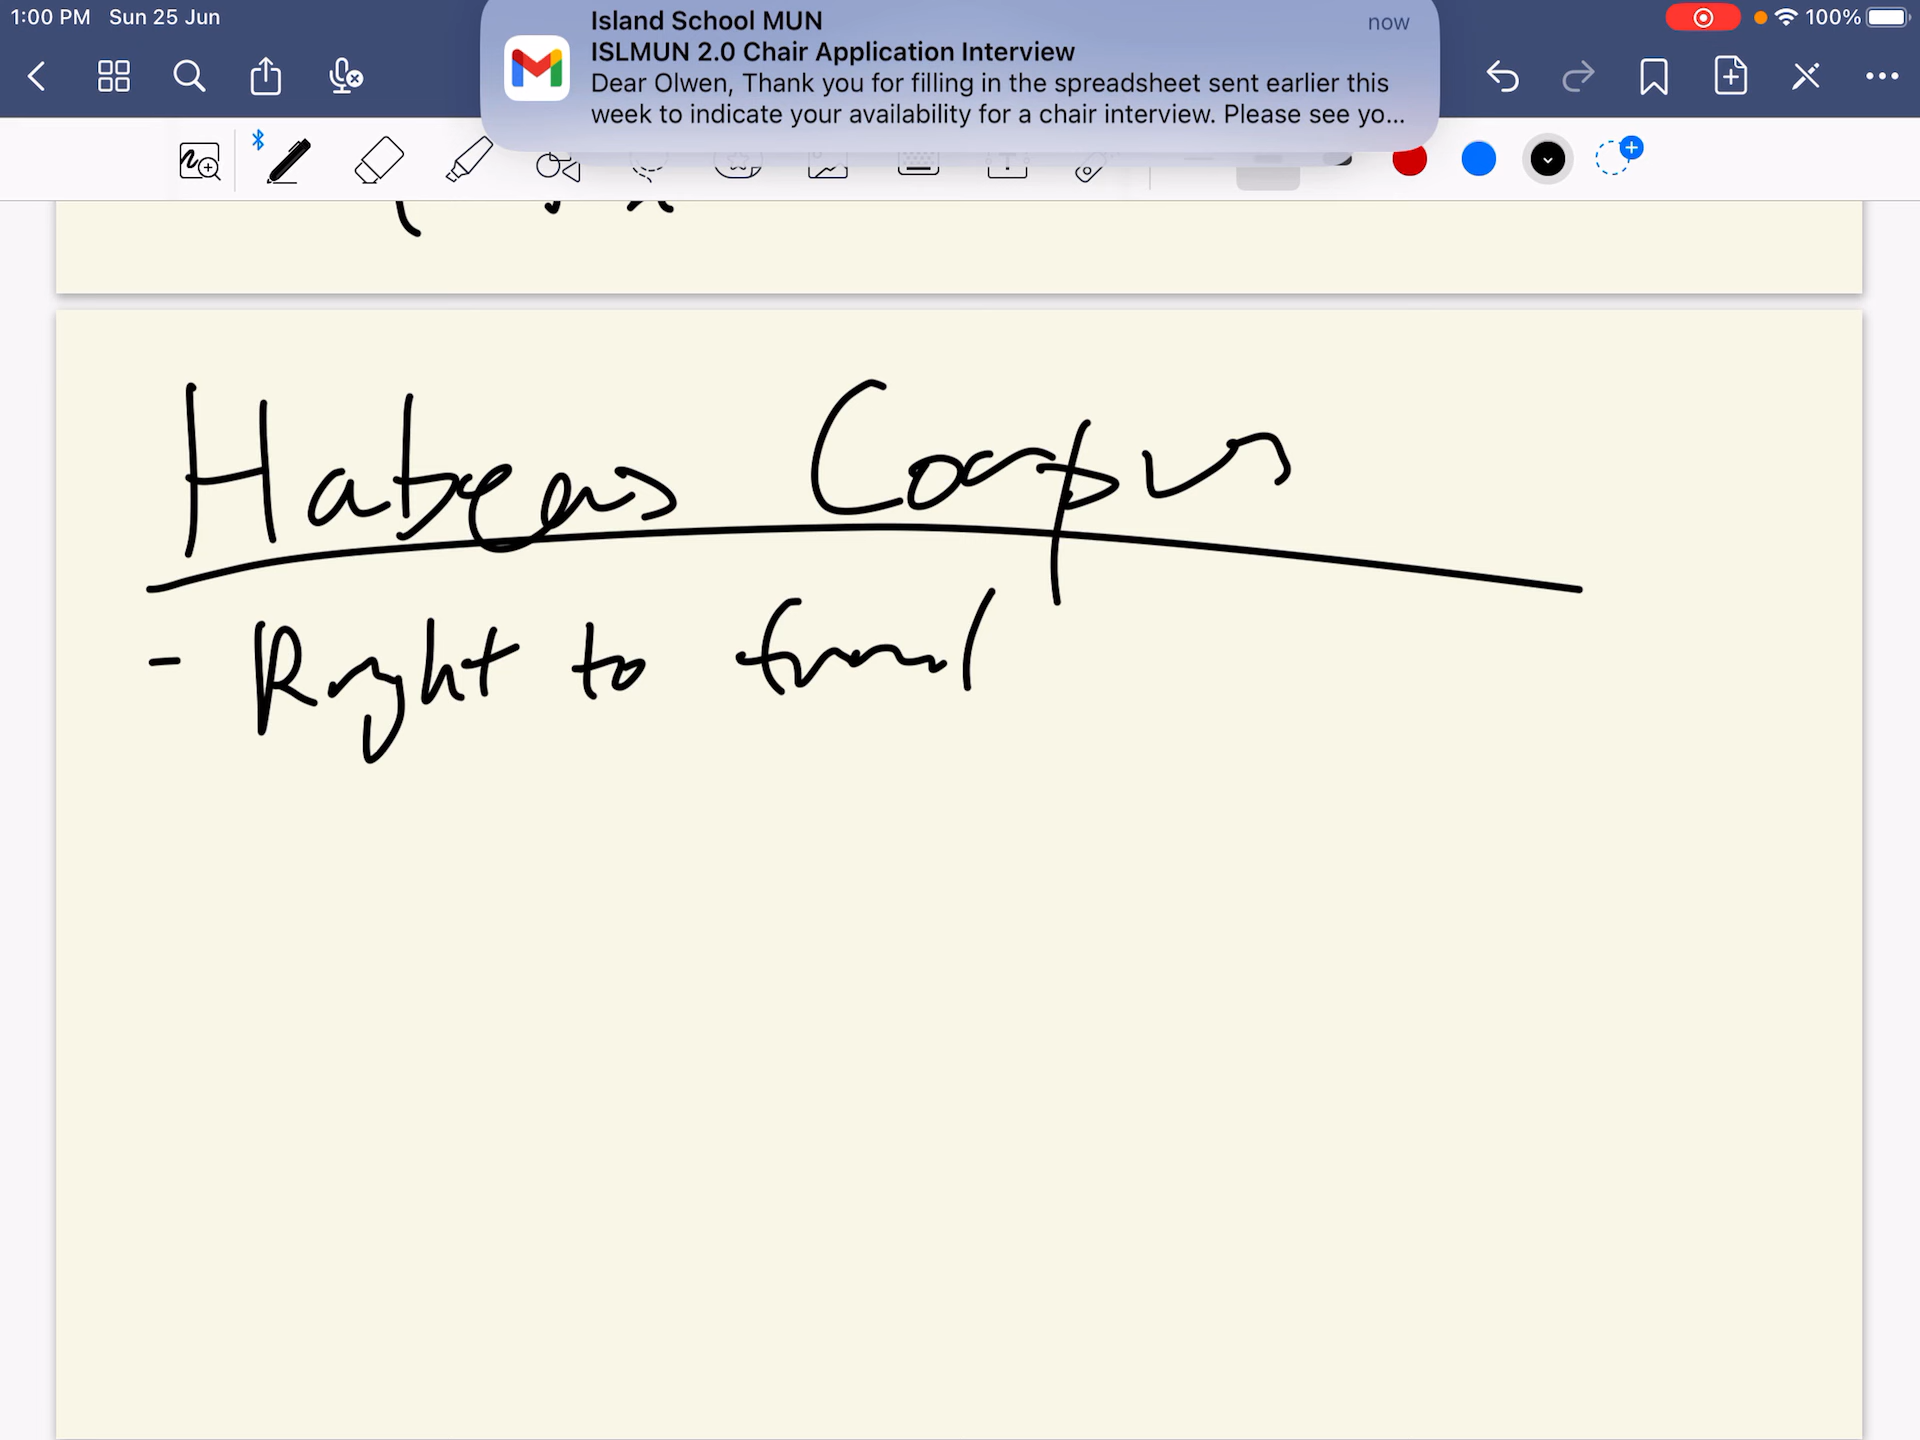 1:00 PM Sun 25 Jun
100%
Island School MUN
now
ISLMUN 2.0 Chair Application Interview
Dear Olwen, Thank you for filling in the spreadsheet sent earlier this
week to indicate your availability for a chair interview. Please see yo...
Habeas Corpus
- Right to